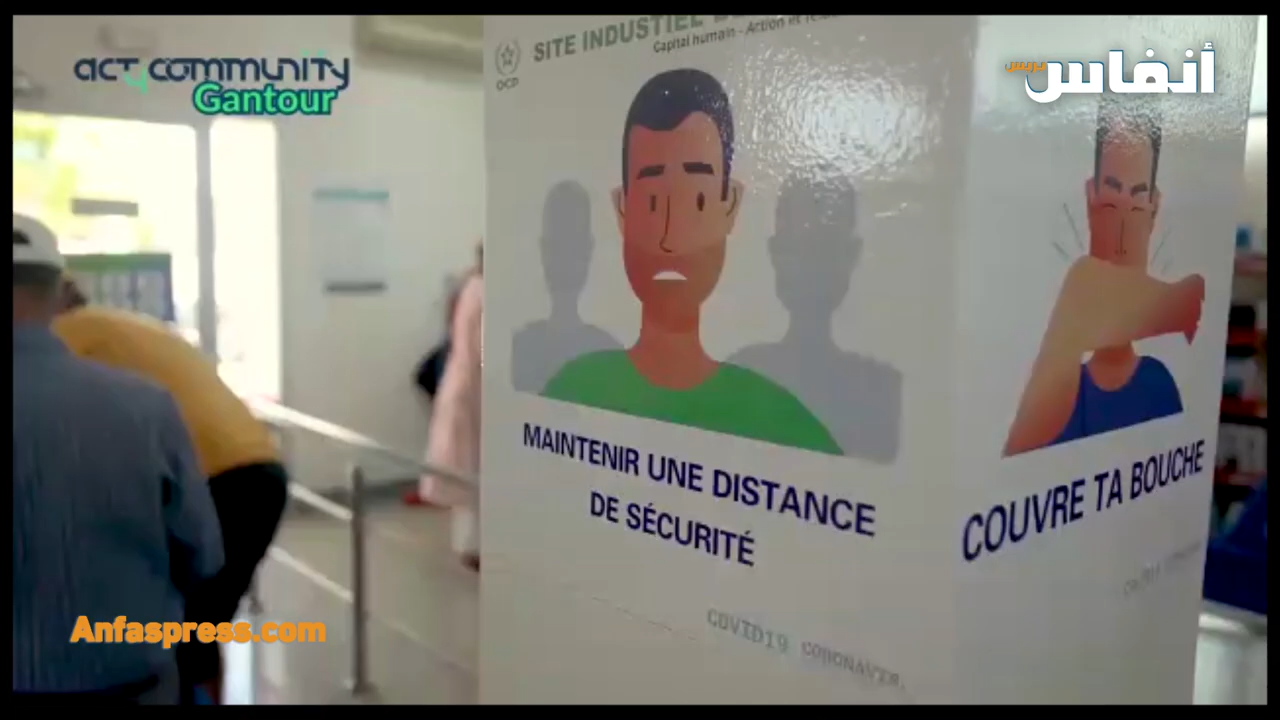 act4community
Gantour
أنفاس
بريس
SITE INDUSTIEL
Capital humain - Action et
OCP
MAINTENIR UNE DISTANCE
DE SÉCURITÉ
COUVRE TA BOUCHE
COVID19
Anfaspress.com